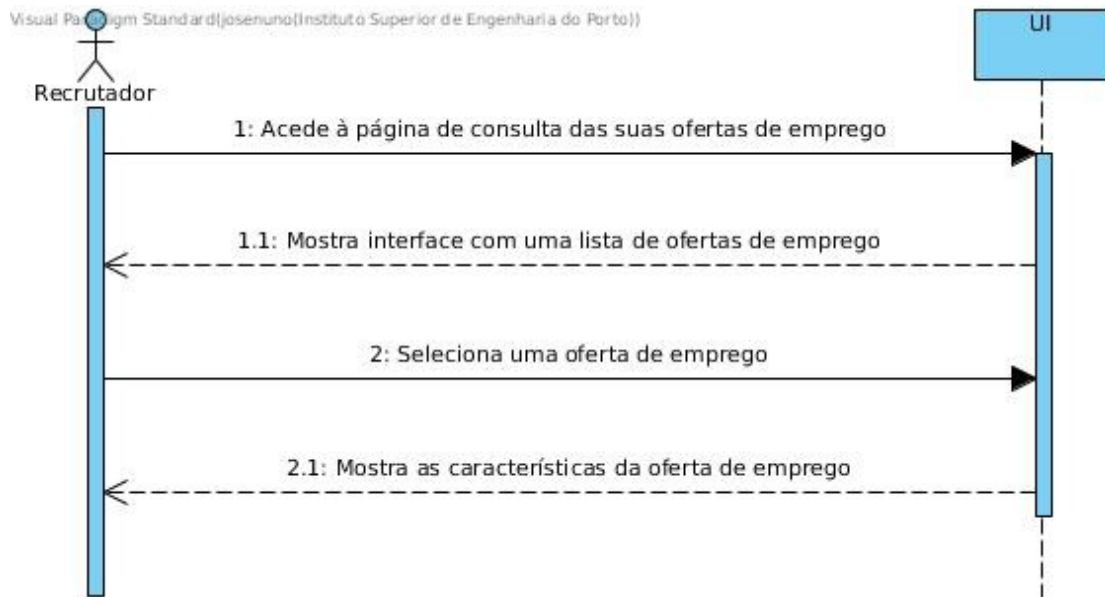 Visual Paradigm Standard(josenuno(Instituto Superior de Engenharia do Porto))
UI
Recrutador
1: Acede à página de consulta das suas ofertas de emprego
1.1: Mostra interface com uma lista de ofertas de emprego
2: Seleciona uma oferta de emprego
2.1: Mostra as características da oferta de emprego